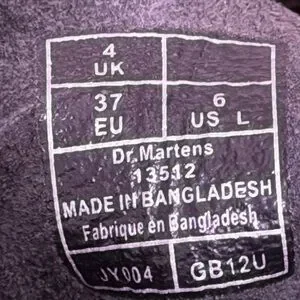 4
UK
37 6
EU US L
Dr.Martens
13512
MADE IN BANGLADESH
Fabrique en Bangladesh
JY004 GB12U